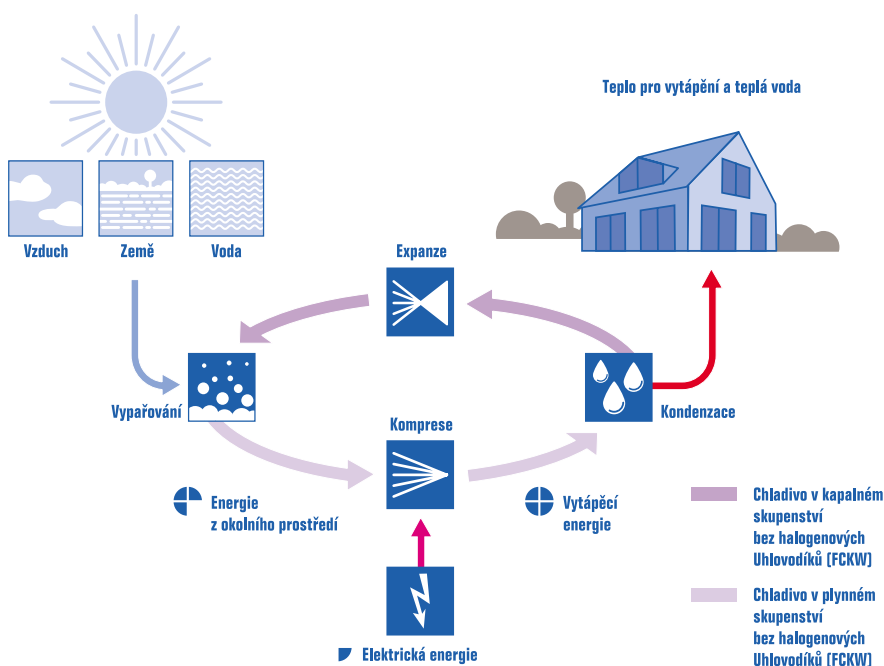 Teplo pro vytápění a teplá voda
Vzduch
Země
Voda
Expanze
Vypařování
Kondenzace
Komprese
Energie
z okolního prostředí
Vytápěcí
energie
Elektrická energie
Chladivo v kapalném
skupenství
bez halogenových
Uhlovodíků (FCKW)
Chladivo v plynném
skupenství
bez halogenových
Uhlovodíků (FCKW)